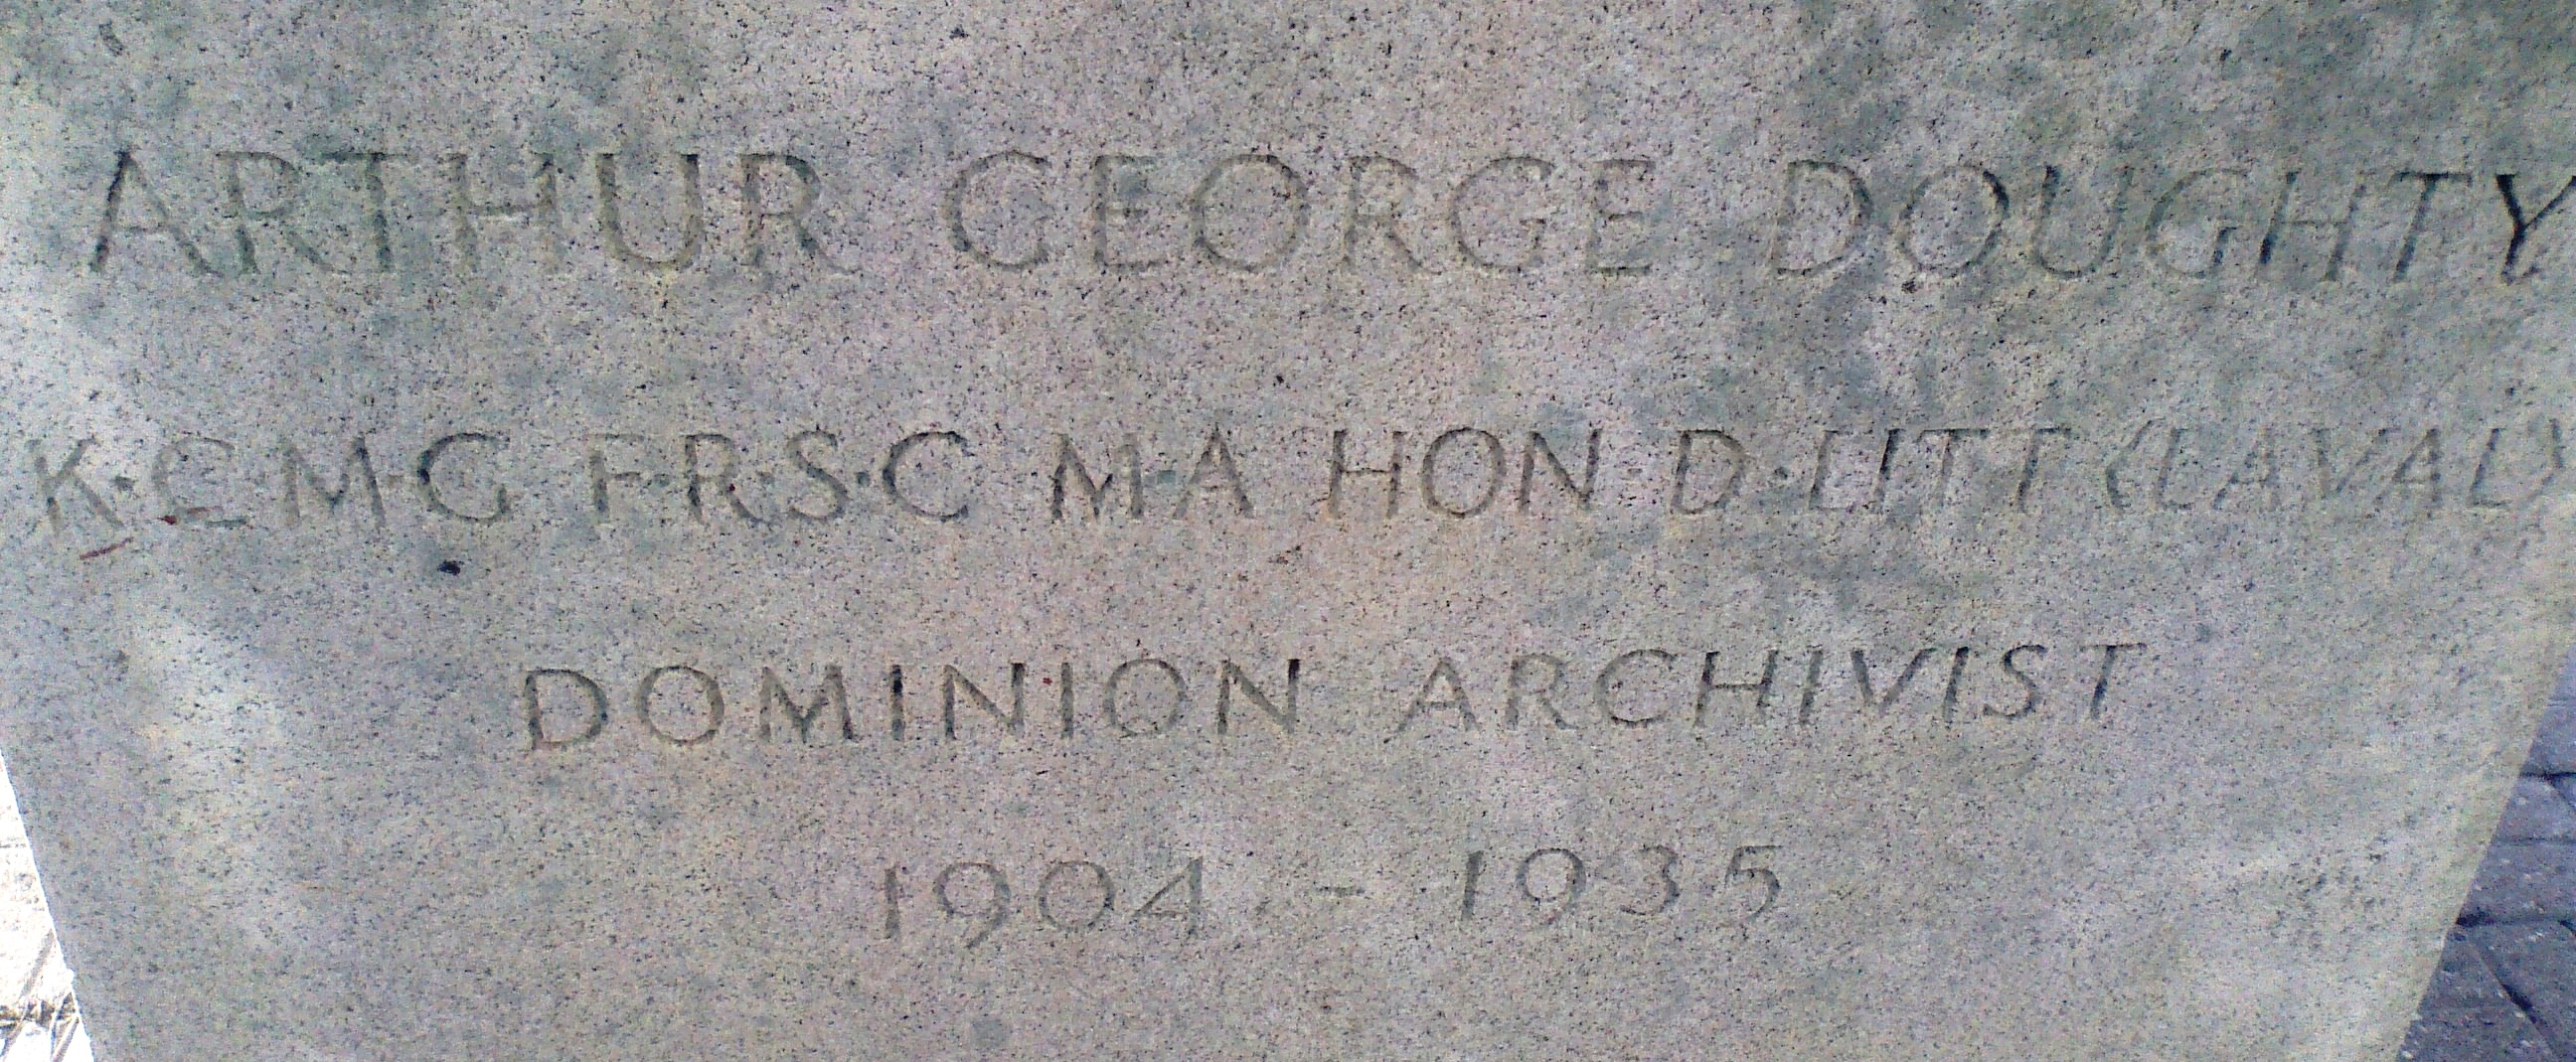 ARTHUR GEORGE DOUGHTY
K·C·M·G F·R·S·C M·A HON D·LITT (LAVAL)
DOMINION ARCHIVIST
1904 - 1935